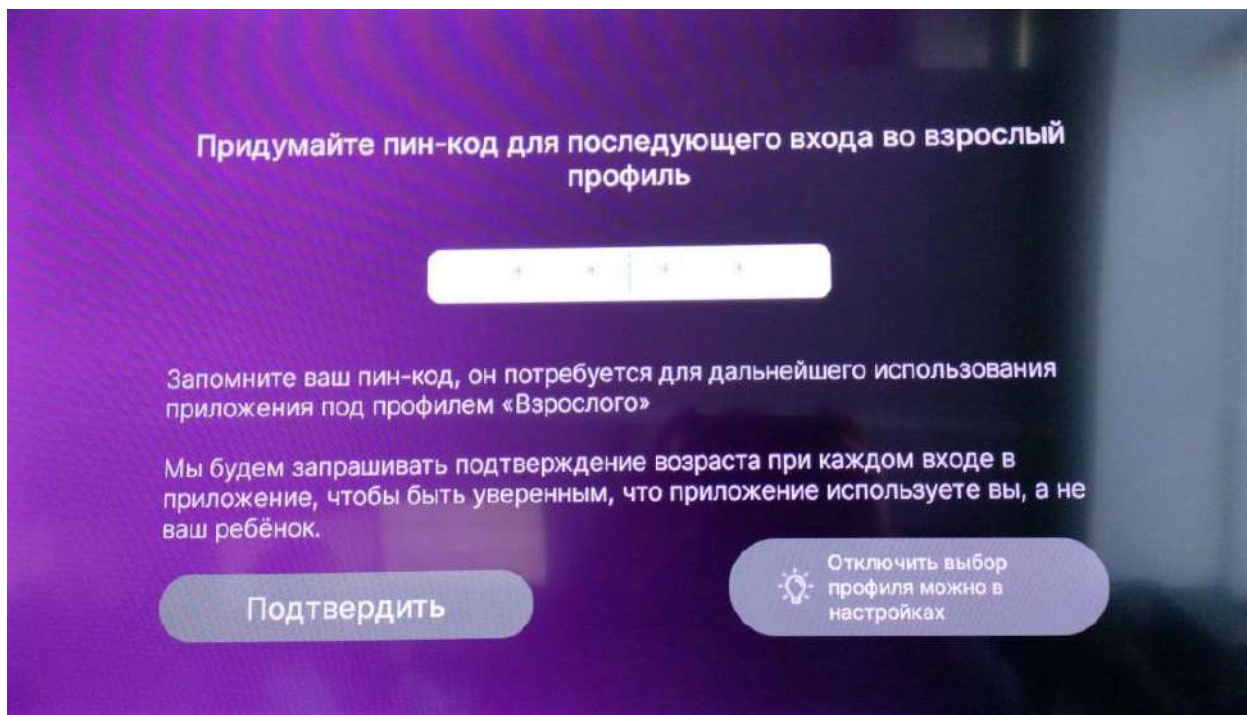 Придумайте пин-код для последующего входа во взрослый
профиль
* * * *
Запомните ваш пин-код, он потребуется для дальнейшего использования
приложения под профилем «Взрослого»
Мы будем запрашивать подтверждение возраста при каждом входе в
приложение, чтобы быть уверенным, что приложение используете вы, а не
ваш ребёнок.
Подтвердить
Отключить выбор
профиля можно в
настройках